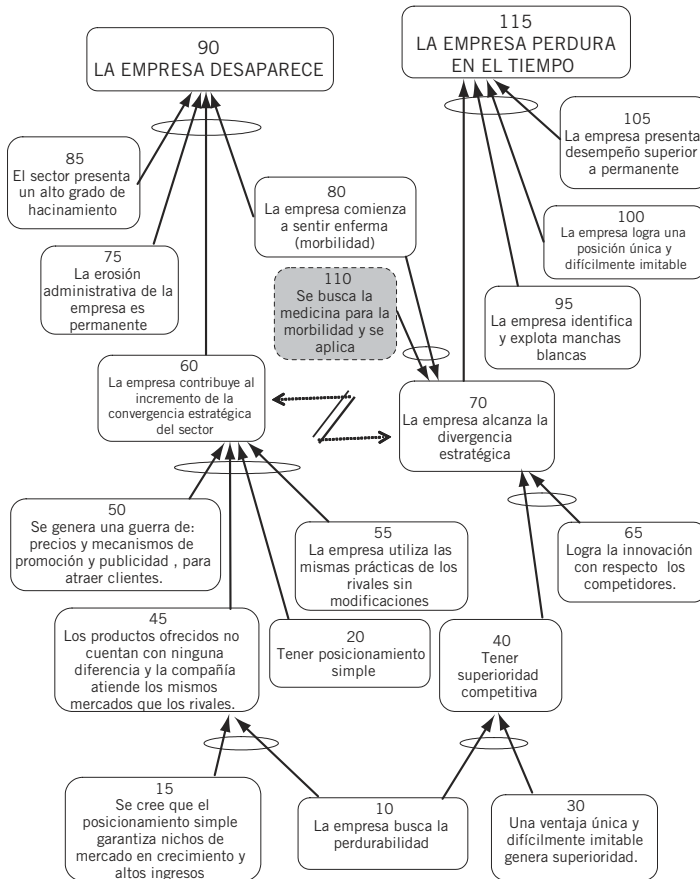 90
LA EMPRESA DESAPARECE
115
LA EMPRESA PERDURA
EN EL TIEMPO
85
El sector presenta
un alto grado de
hacinamiento
80
La empresa comienza
a sentir enferma
(morbilidad)
105
La empresa presenta
desempeño superior
a permanente
75
La erosión
administrativa de la
empresa es
permanente
110
Se busca la
medicina para la
morbilidad y se
aplica
100
La empresa logra una
posición única y
difícilmente imitable
95
La empresa identifica
y explota manchas
blancas
60
La empresa contribuye al
incremento de la
convergencia estratégica
del sector
70
La empresa alcanza la
divergencia
estratégica
50
Se genera una guerra de:
precios y mecanismos de
promoción y publicidad , para
atraer clientes.
55
La empresa utiliza las
mismas prácticas de los
rivales sin
modificaciones
65
Logra la innovación
con respecto los
competidores.
45
Los productos ofrecidos no
cuentan con ninguna
diferencia y la compañía
atiende los mismos
mercados que los rivales.
20
Tener posicionamiento
simple
40
Tener
superioridad
competitiva
15
Se cree que el
posicionamiento simple
garantiza nichos de
mercado en crecimiento y
altos ingresos
10
La empresa busca la
perdurabilidad
30
Una ventaja única y
difícilmente imitable
genera superioridad.